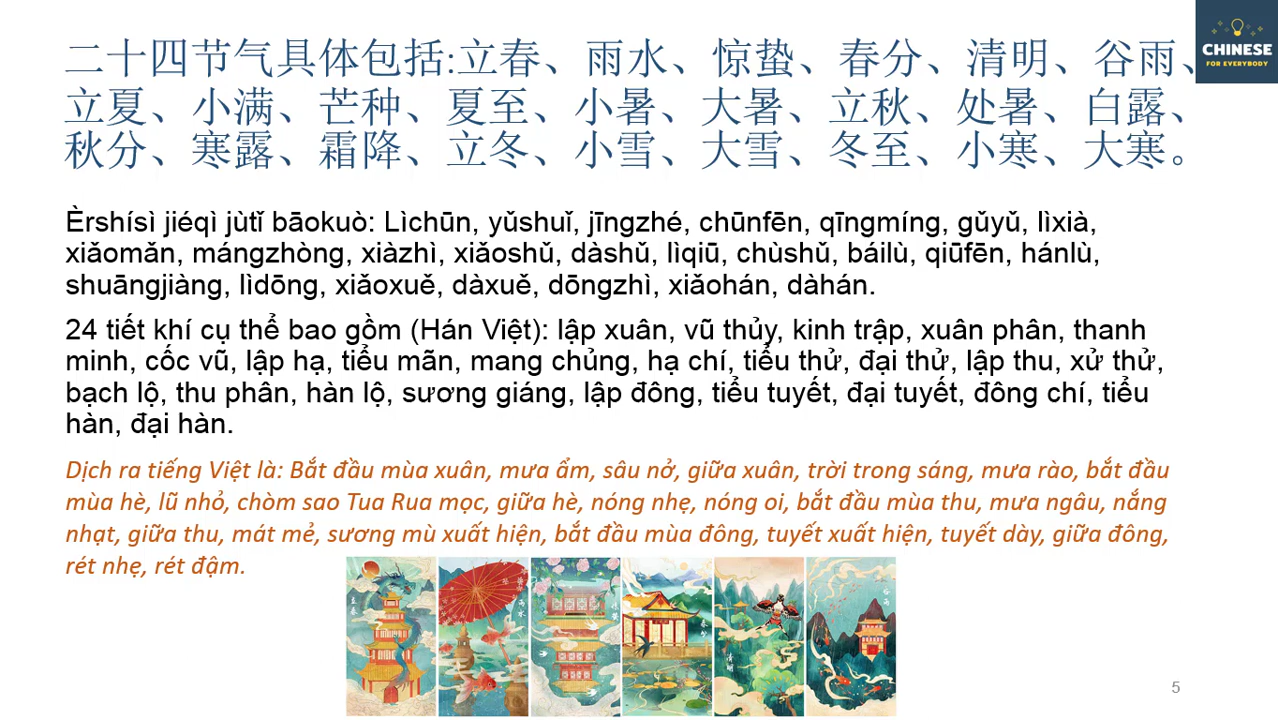 二十四节气具体包括:立春、雨水、惊蛰、春分、清明、谷雨、
立夏、小满、芒种、夏至、小暑、大暑、立秋、处暑、白露、
秋分、寒露、霜降、立冬、小雪、大雪、冬至、小寒、大寒。
CHINESE
FOR EVERYBODY
Èrshísì jiéqì jùtǐ bāokuò: Lìchūn, yǔshuǐ, jīngzhé, chūnfēn, qīngmíng, gǔyǔ, lìxià,
xiǎomǎn, mángzhòng, xiàzhì, xiǎoshǔ, dàshǔ, lìqiū, chùshǔ, báilù, qiūfēn, hánlù,
shuāngjiàng, lìdōng, xiǎoxuě, dàxuě, dōngzhì, xiǎohán, dàhán.
24 tiết khí cụ thể bao gồm (Hán Việt): lập xuân, vũ thủy, kinh trập, xuân phân, thanh
minh, cốc vũ, lập hạ, tiểu mãn, mang chủng, hạ chí, tiểu thử, đại thử, lập thu, xử thử,
bạch lộ, thu phân, hàn lộ, sương giáng, lập đông, tiểu tuyết, đại tuyết, đông chí, tiểu
hàn, đại hàn.
Dịch ra tiếng Việt là: Bắt đầu mùa xuân, mưa ẩm, sâu nở, giữa xuân, trời trong sáng, mưa rào, bắt đầu
mùa hè, lũ nhỏ, chòm sao Tua Rua mọc, giữa hè, nóng nhẹ, nóng oi, bắt đầu mùa thu, mưa ngâu, nắng
nhạt, giữa thu, mát mẻ, sương mù xuất hiện, bắt đầu mùa đông, tuyết xuất hiện, tuyết dày, giữa đông,
rét nhẹ, rét đậm.
立春
雨水
春分
清明
谷雨
5